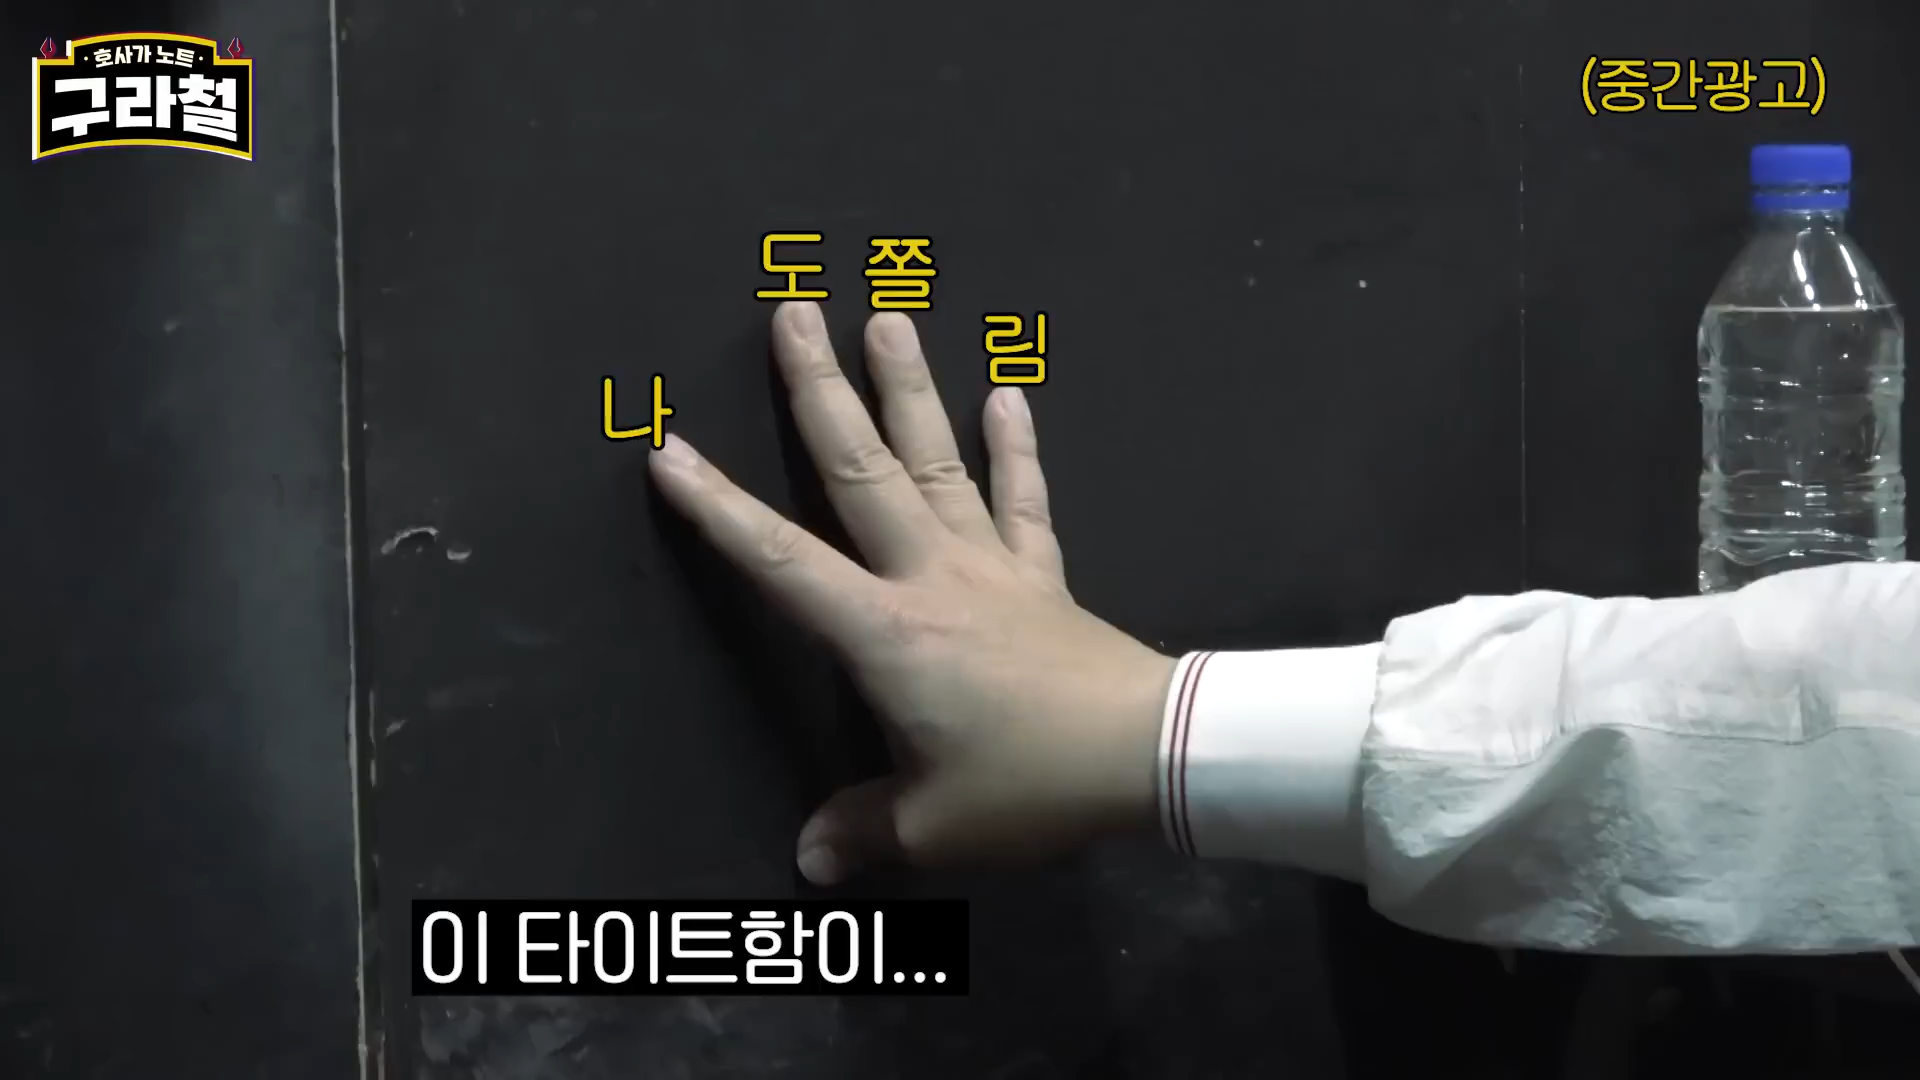 ·호사가 노트·
구라철
(중간광고)
나도쫄림
이 타이트함이...